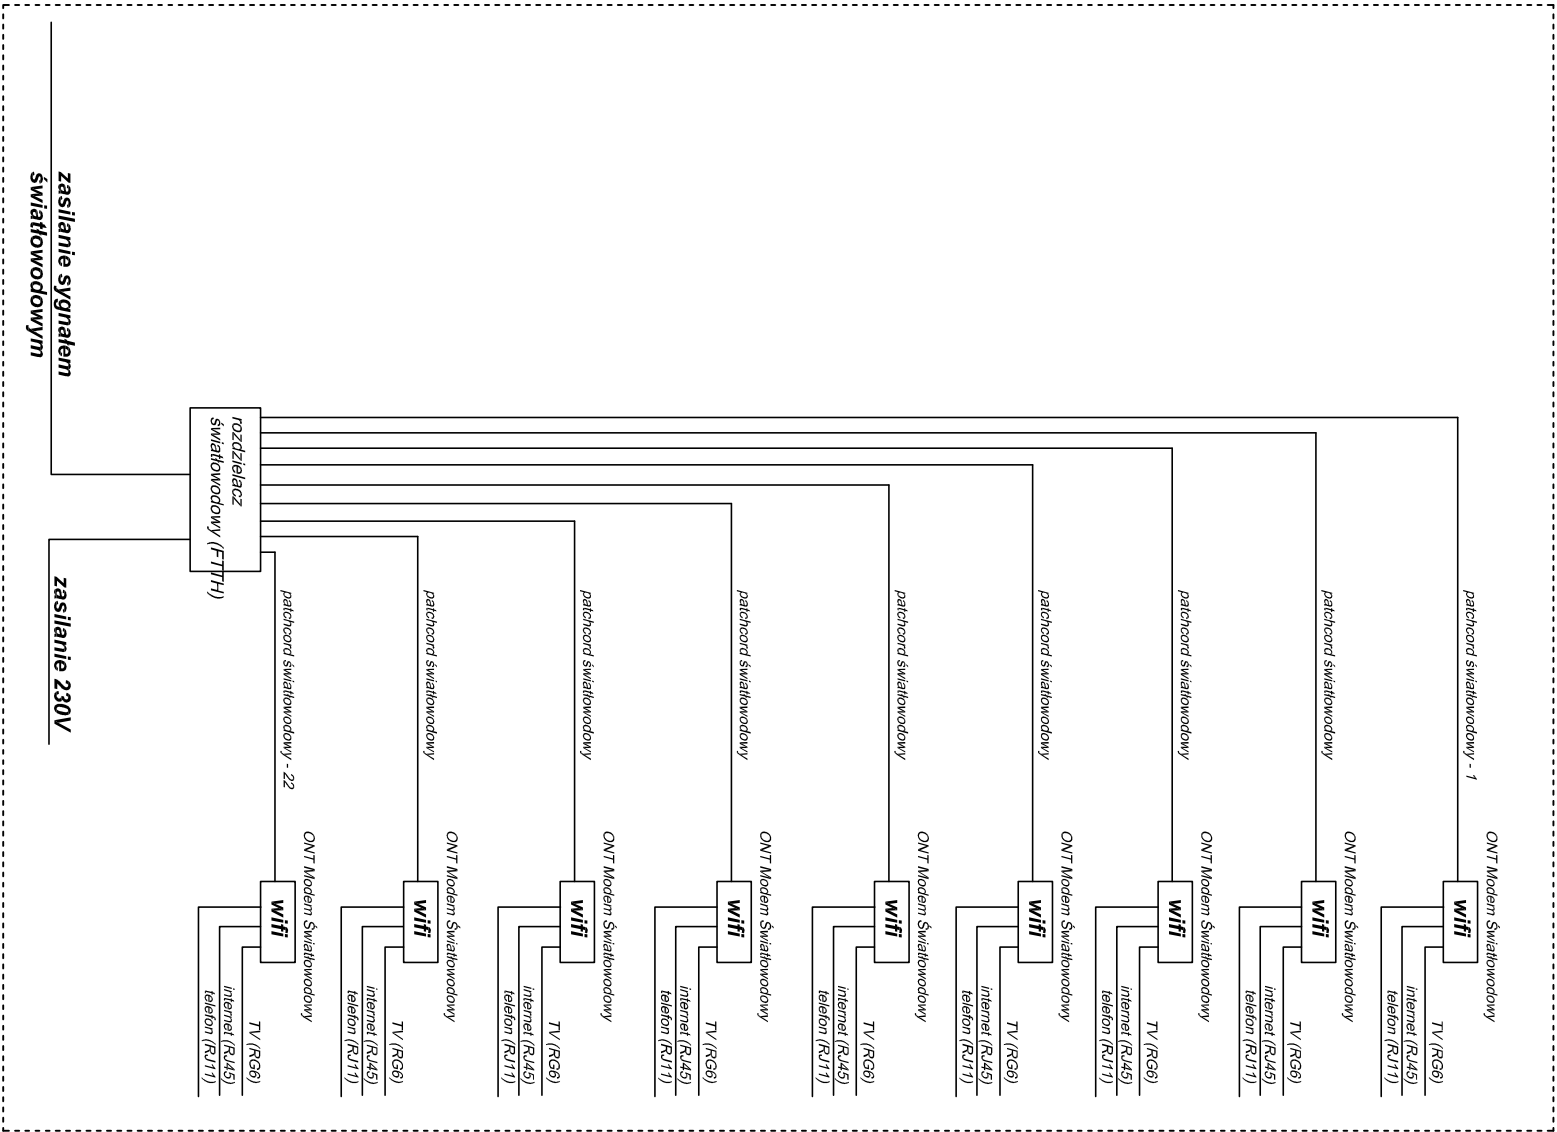 patchcord światłowodowy - 1
ONT Modem Światłowodowy
wifi
TV (RG6)
internet (RJ45)
telefon (RJ11)
patchcord światłowodowy
ONT Modem Światłowodowy
wifi
TV (RG6)
internet (RJ45)
telefon (RJ11)
patchcord światłowodowy
ONT Modem Światłowodowy
wifi
TV (RG6)
internet (RJ45)
telefon (RJ11)
patchcord światłowodowy
ONT Modem Światłowodowy
wifi
TV (RG6)
internet (RJ45)
telefon (RJ11)
patchcord światłowodowy
ONT Modem Światłowodowy
wifi
TV (RG6)
internet (RJ45)
telefon (RJ11)
patchcord światłowodowy
ONT Modem Światłowodowy
wifi
TV (RG6)
internet (RJ45)
telefon (RJ11)
patchcord światłowodowy
ONT Modem Światłowodowy
wifi
TV (RG6)
internet (RJ45)
telefon (RJ11)
patchcord światłowodowy
ONT Modem Światłowodowy
wifi
TV (RG6)
internet (RJ45)
telefon (RJ11)
patchcord światłowodowy - 22
ONT Modem Światłowodowy
wifi
TV (RG6)
internet (RJ45)
telefon (RJ11)
rozdzielacz
światłowodowy (FTTH)
zasilanie sygnałem
światłowodowym
zasilanie 230V